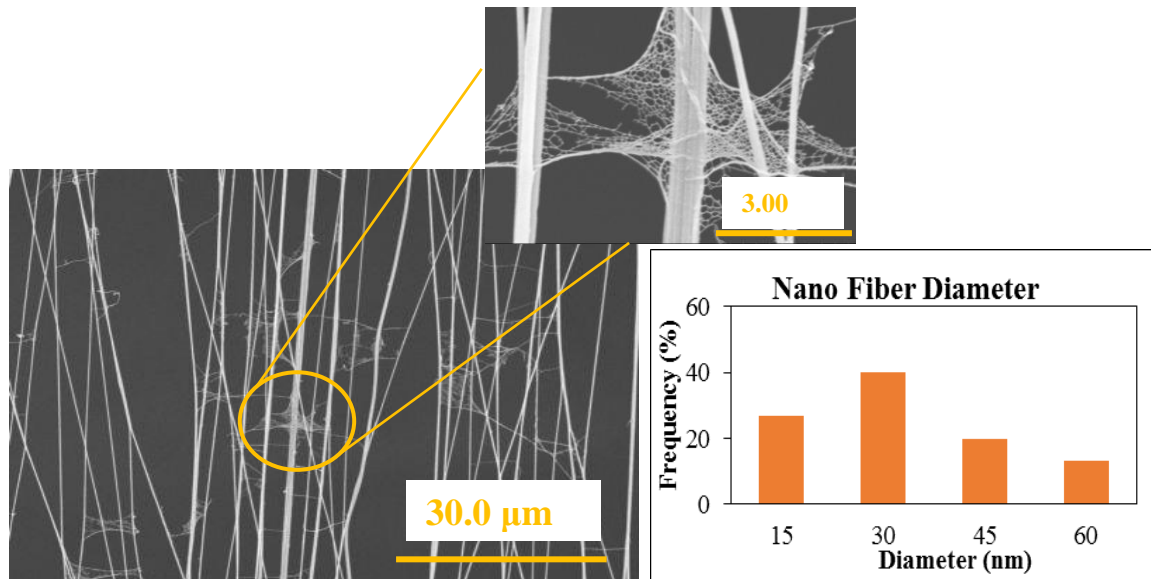 3.00
30.0 μm
Nano Fiber Diameter
Frequency (%)
60
40
20
0
15 30 45 60
Diameter (nm)